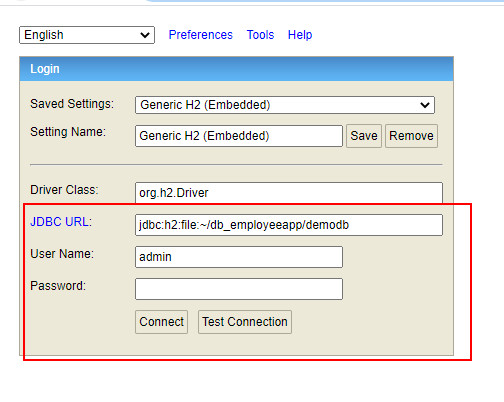 English Preferences Tools Help
Login
Saved Settings: Generic H2 (Embedded)
Setting Name: Generic H2 (Embedded) Save Remove
Driver Class: org.h2.Driver
JDBC URL: jdbc:h2:file:~/db_employeeapp/demodb
User Name: admin
Password:
Connect Test Connection